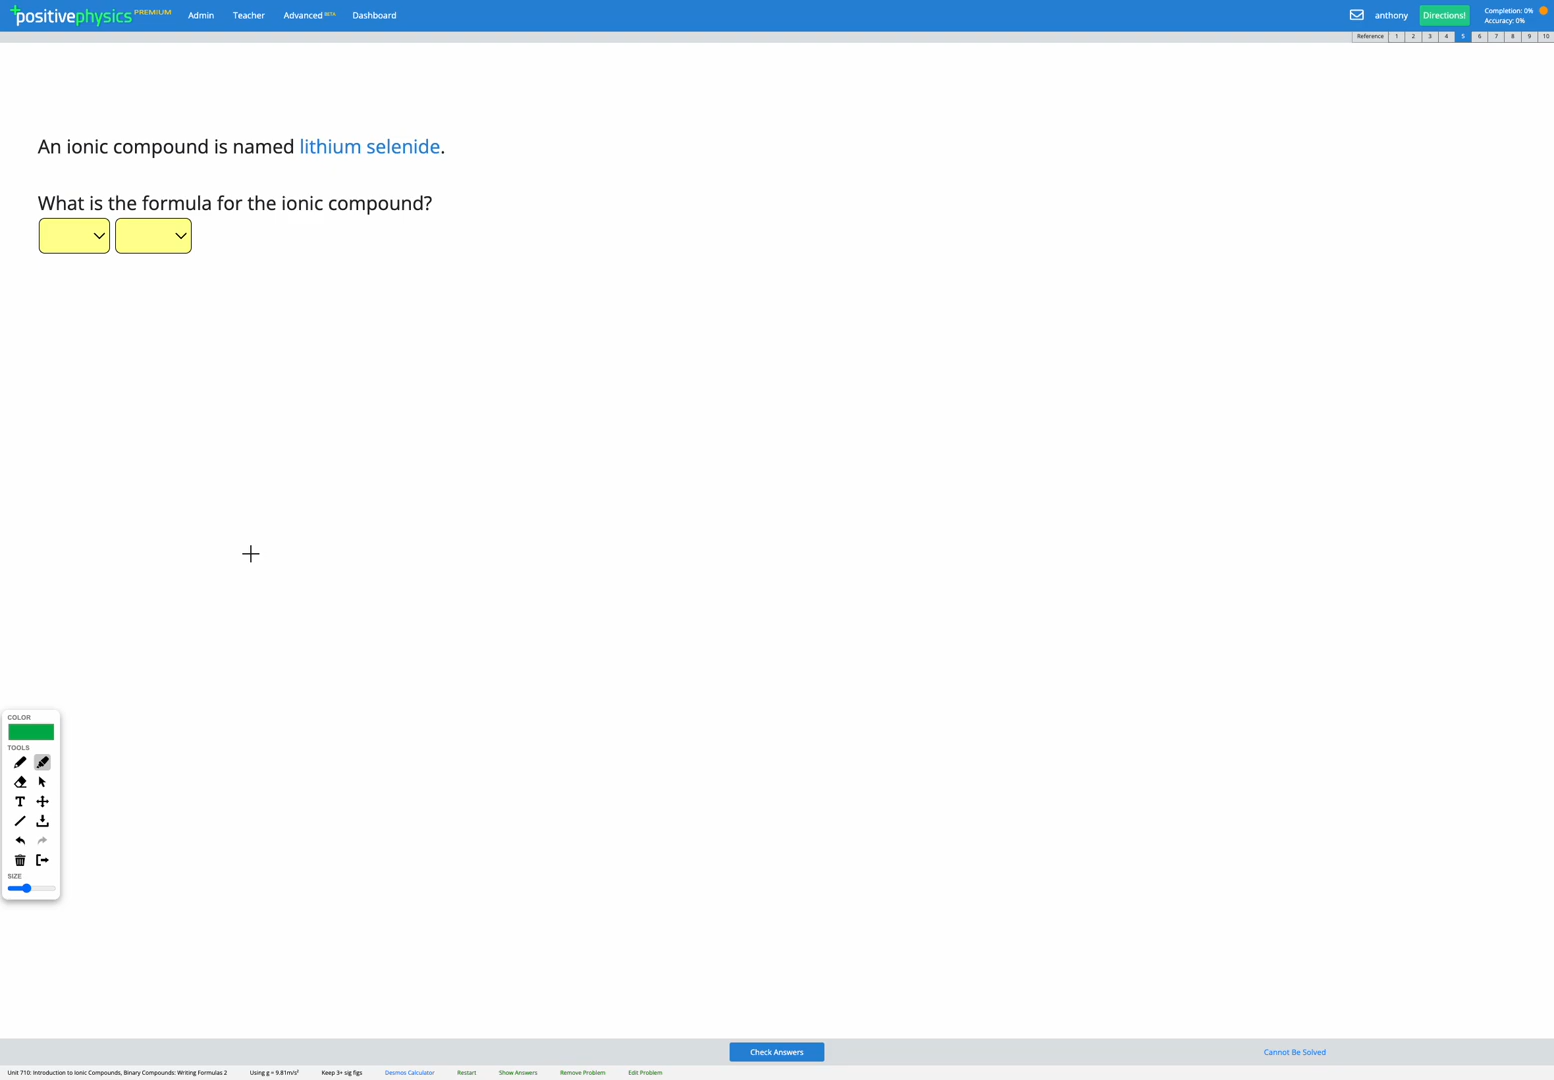 positivephysics PREMIUM Admin Teacher Advanced BETA Dashboard anthony Directions! Completion: 0%
Accuracy: 0%
Reference 1 2 3 4 5 6 7 8 9 10
An ionic compound is named lithium selenide.
What is the formula for the ionic compound?
COLOR
TOOLS
SIZE
Check Answers Cannot Be Solved
Unit 710: Introduction to Ionic Compounds, Binary Compounds: Writing Formulas 2 Using g = 9.81m/s² Keep 3+ sig figs Desmos Calculator Restart Show Answers Remove Problem Edit Problem